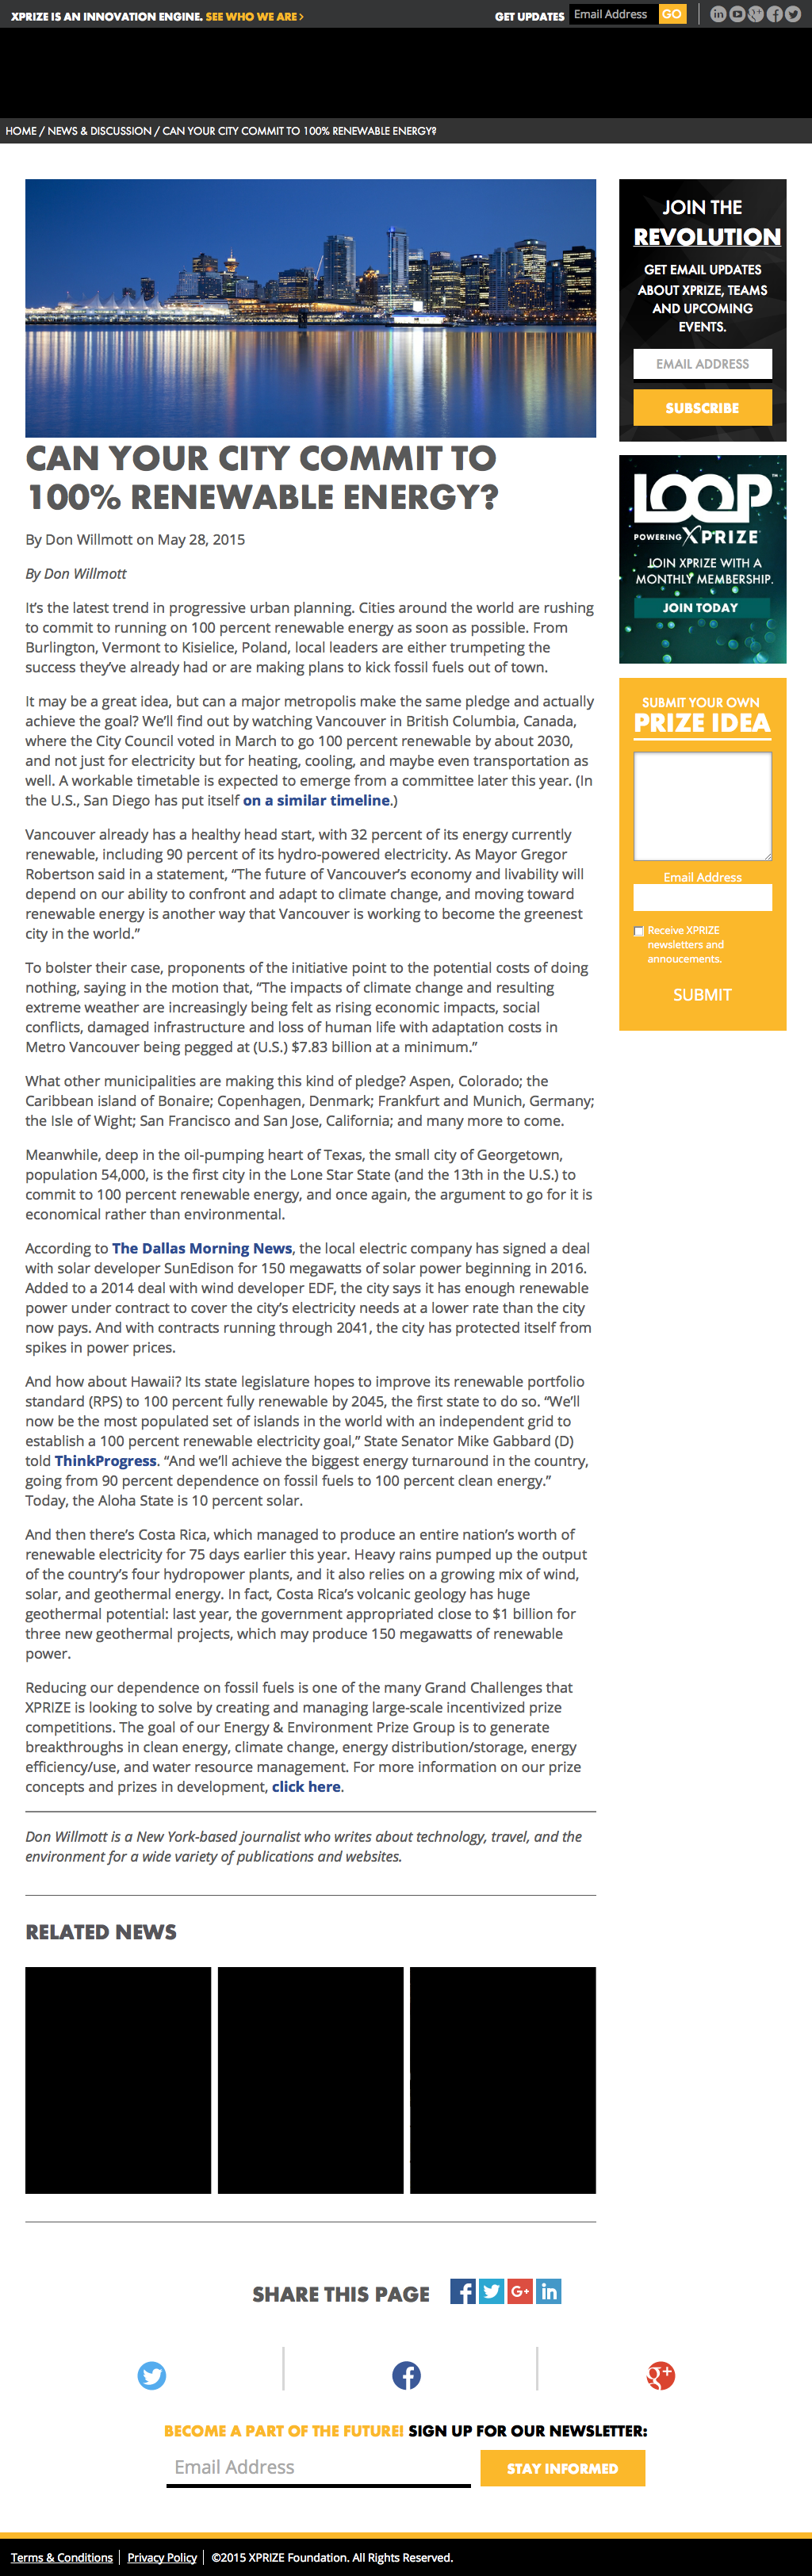 XPRIZE IS AN INNOVATION ENGINE. SEE WHO WE ARE >
GET UPDATES Email Address GO
HOME / NEWS & DISCUSSION / CAN YOUR CITY COMMIT TO 100% RENEWABLE ENERGY?
CAN YOUR CITY COMMIT TO
100% RENEWABLE ENERGY?
By Don Willmott on May 28, 2015
By Don Willmott
It’s the latest trend in progressive urban planning. Cities around the world are rushing
to commit to running on 100 percent renewable energy as soon as possible. From
Burlington, Vermont to Kisielice, Poland, local leaders are either trumpeting the
success they’ve already had or are making plans to kick fossil fuels out of town.
It may be a great idea, but can a major metropolis make the same pledge and actually
achieve the goal? We’ll find out by watching Vancouver in British Columbia, Canada,
where the City Council voted in March to go 100 percent renewable by about 2030,
and not just for electricity but for heating, cooling, and maybe even transportation as
well. A workable timetable is expected to emerge from a committee later this year. (In
the U.S., San Diego has put itself on a similar timeline.)
Vancouver already has a healthy head start, with 32 percent of its energy currently
renewable, including 90 percent of its hydro-powered electricity. As Mayor Gregor
Robertson said in a statement, “The future of Vancouver’s economy and livability will
depend on our ability to confront and adapt to climate change, and moving toward
renewable energy is another way that Vancouver is working to become the greenest
city in the world.”
To bolster their case, proponents of the initiative point to the potential costs of doing
nothing, saying in the motion that, “The impacts of climate change and resulting
extreme weather are increasingly being felt as rising economic impacts, social
conflicts, damaged infrastructure and loss of human life with adaptation costs in
Metro Vancouver being pegged at (U.S.) $7.83 billion at a minimum.”
What other municipalities are making this kind of pledge? Aspen, Colorado; the
Caribbean island of Bonaire; Copenhagen, Denmark; Frankfurt and Munich, Germany;
the Isle of Wight; San Francisco and San Jose, California; and many more to come.
Meanwhile, deep in the oil-pumping heart of Texas, the small city of Georgetown,
population 54,000, is the first city in the Lone Star State (and the 13th in the U.S.) to
commit to 100 percent renewable energy, and once again, the argument to go for it is
economical rather than environmental.
According to The Dallas Morning News, the local electric company has signed a deal
with solar developer SunEdison for 150 megawatts of solar power beginning in 2016.
Added to a 2014 deal with wind developer EDF, the city says it has enough renewable
power under contract to cover the city’s electricity needs at a lower rate than the city
now pays. And with contracts running through 2041, the city has protected itself from
spikes in power prices.
And how about Hawaii? Its state legislature hopes to improve its renewable portfolio
standard (RPS) to 100 percent fully renewable by 2045, the first state to do so. “We’ll
now be the most populated set of islands in the world with an independent grid to
establish a 100 percent renewable electricity goal,” State Senator Mike Gabbard (D)
told ThinkProgress. “And we’ll achieve the biggest energy turnaround in the country,
going from 90 percent dependence on fossil fuels to 100 percent clean energy.”
Today, the Aloha State is 10 percent solar.
And then there’s Costa Rica, which managed to produce an entire nation’s worth of
renewable electricity for 75 days earlier this year. Heavy rains pumped up the output
of the country’s four hydropower plants, and it also relies on a growing mix of wind,
solar, and geothermal energy. In fact, Costa Rica’s volcanic geology has huge
geothermal potential: last year, the government appropriated close to $1 billion for
three new geothermal projects, which may produce 150 megawatts of renewable
power.
Reducing our dependence on fossil fuels is one of the many Grand Challenges that
XPRIZE is looking to solve by creating and managing large-scale incentivized prize
competitions. The goal of our Energy & Environment Prize Group is to generate
breakthroughs in clean energy, climate change, energy distribution/storage, energy
efficiency/use, and water resource management. For more information on our prize
concepts and prizes in development, click here.
Don Willmott is a New York-based journalist who writes about technology, travel, and the
environment for a wide variety of publications and websites.
RELATED NEWS
JOIN THE
REVOLUTION
GET EMAIL UPDATES
ABOUT XPRIZE, TEAMS
AND UPCOMING
EVENTS.
EMAIL ADDRESS
SUBSCRIBE
LOOP™
POWERING XPRIZE
JOIN XPRIZE WITH A
MONTHLY MEMBERSHIP.
JOIN TODAY
SUBMIT YOUR OWN
PRIZE IDEA
Email Address
Receive XPRIZE
newsletters and
annoucements.
SUBMIT
SHARE THIS PAGE
BECOME A PART OF THE FUTURE! SIGN UP FOR OUR NEWSLETTER:
Email Address
STAY INFORMED
Terms & Conditions | Privacy Policy | ©2015 XPRIZE Foundation. All Rights Reserved.